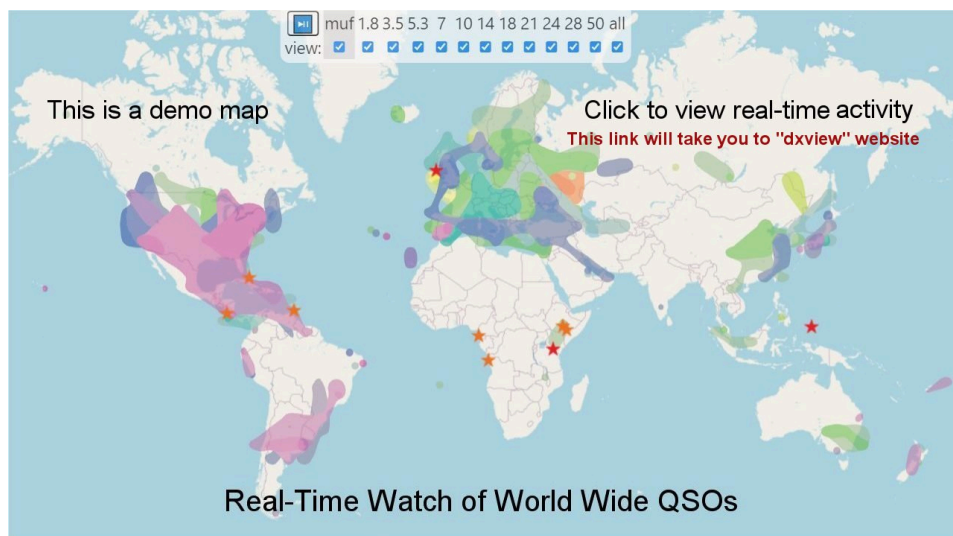 muf 1.8 3.5 5.3 7 10 14 18 21 24 28 50 all
view:
This is a demo map
Click to view real-time activity
This link will take you to "dxview" website
Real-Time Watch of World Wide QSOs